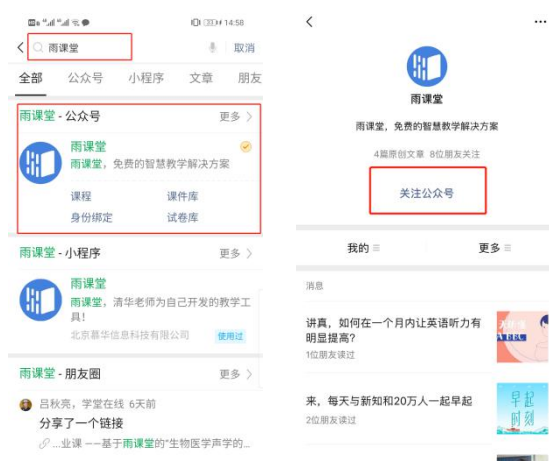 14:58
雨课堂
取消
全部 公众号 小程序 文章 朋友
雨课堂 - 公众号 更多
雨课堂
雨课堂，免费的智慧教学解决方案
课程 课件库
身份绑定 试卷库
雨课堂 - 小程序 更多
雨课堂
雨课堂，清华老师为自己开发的教学工
具！
北京慕华信息科技有限公司 使用过
雨课堂 - 朋友圈 更多
吕秋亮，学堂在线 6天前
分享了一个链接
...业课 ——基于雨课堂的“生物医学声学的...
雨课堂
雨课堂，免费的智慧教学解决方案
4篇原创文章 8位朋友关注
关注公众号
我的 更多
消息
讲真，如何在一个月内让英语听力有
明显提高？
1位朋友读过
来，每天与新知和20万人一起早起
2位朋友读过
早起
时刻